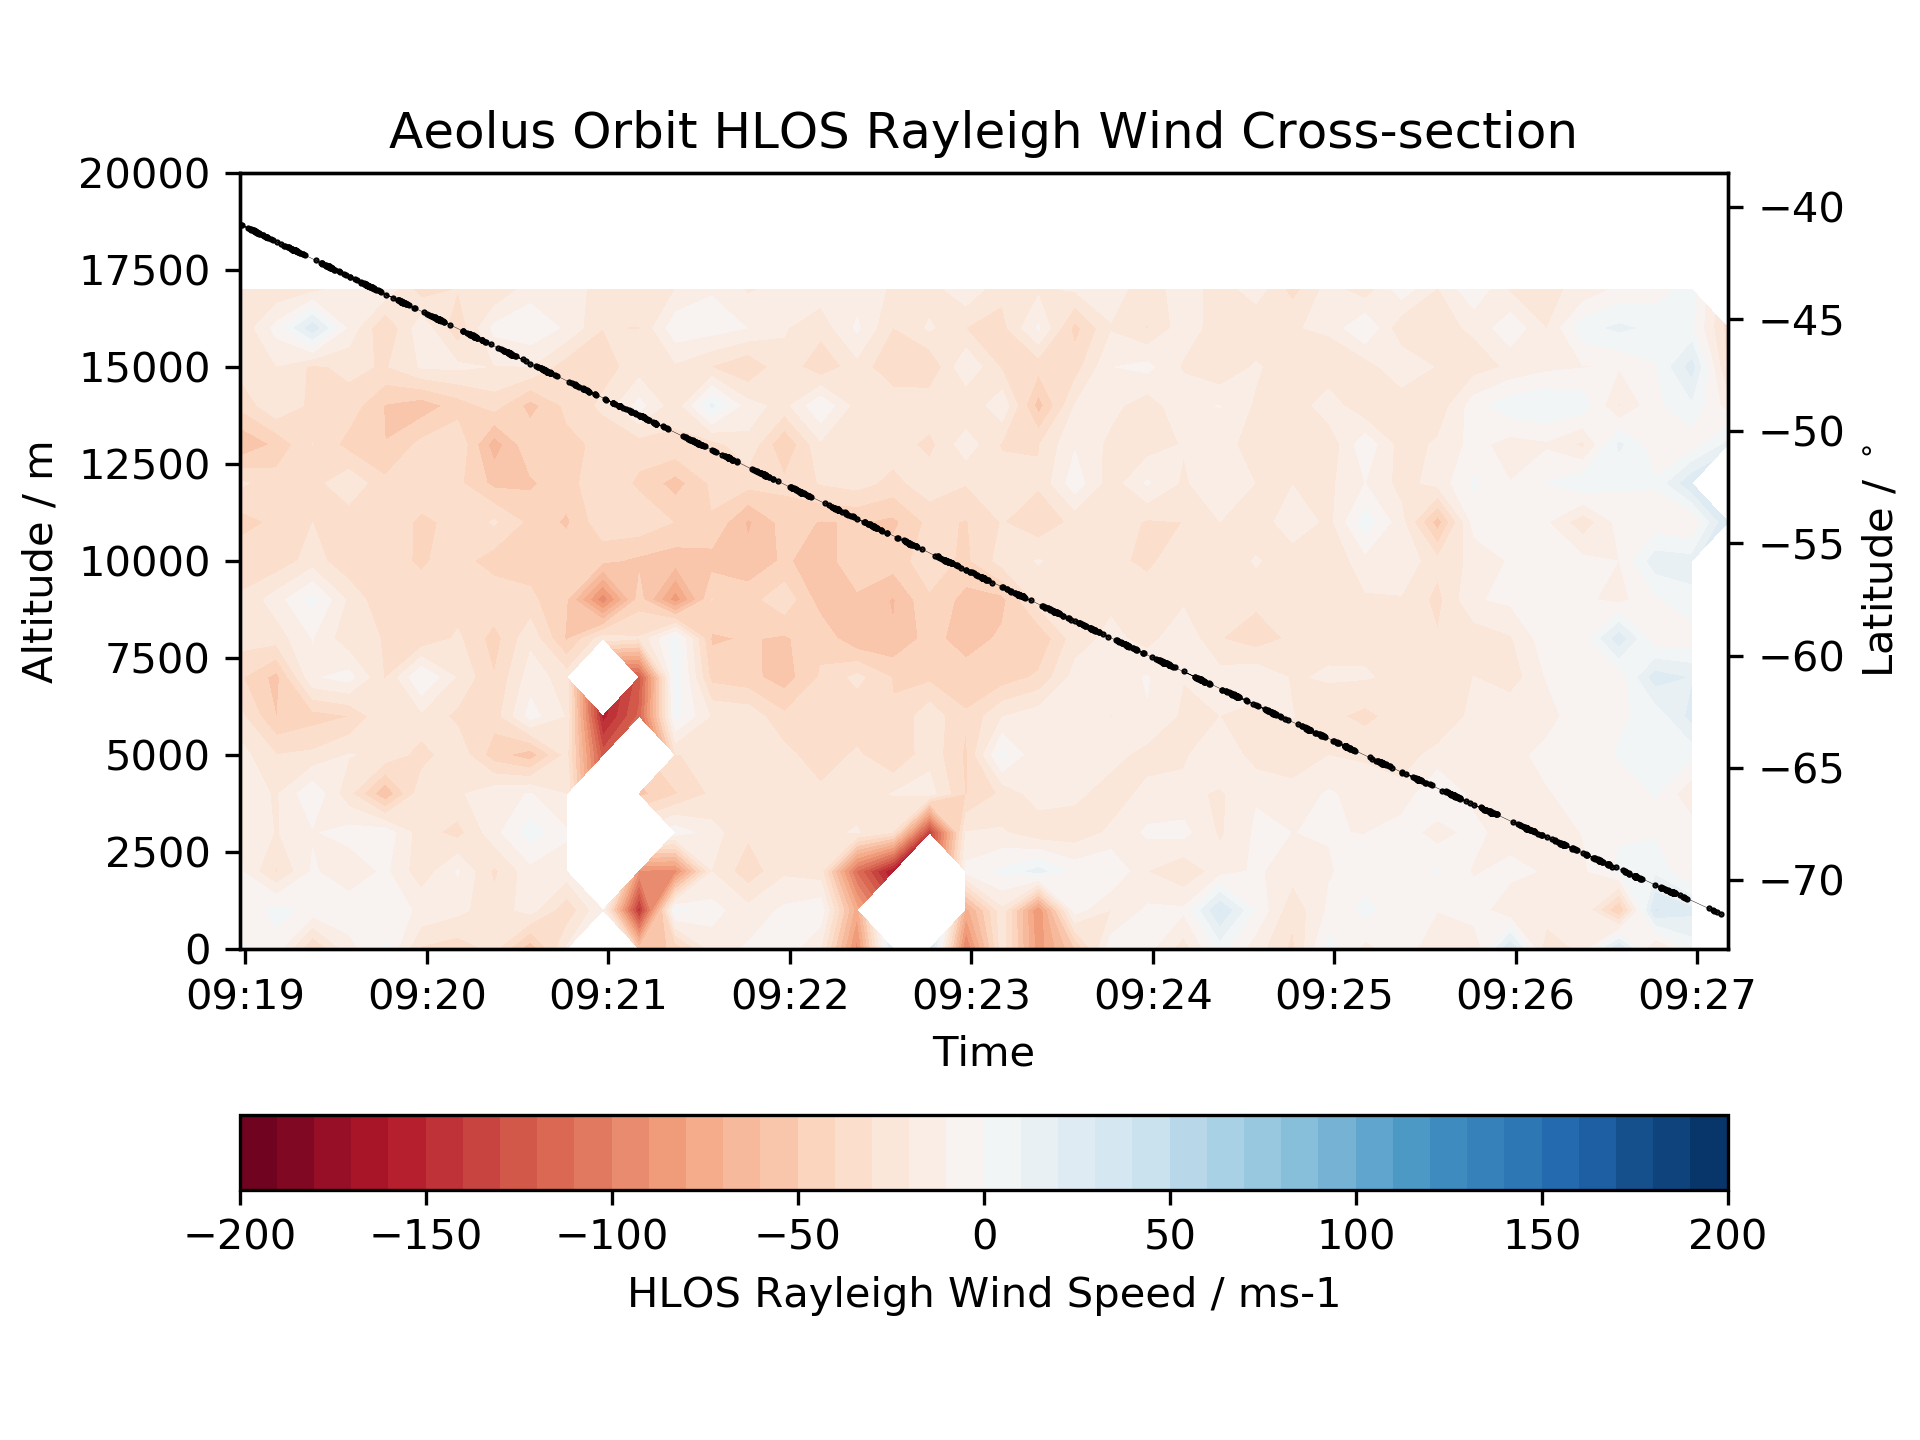 Aeolus Orbit HLOS Rayleigh Wind Cross-section
20000
17500
15000
12500
10000
7500
5000
2500
0
Altitude / m
−40
−45
−50
−55
−60
−65
−70
Latitude / °
09:19 09:20 09:21 09:22 09:23 09:24 09:25 09:26 09:27
Time
−200 −150 −100 −50 0 50 100 150 200
HLOS Rayleigh Wind Speed / ms-1